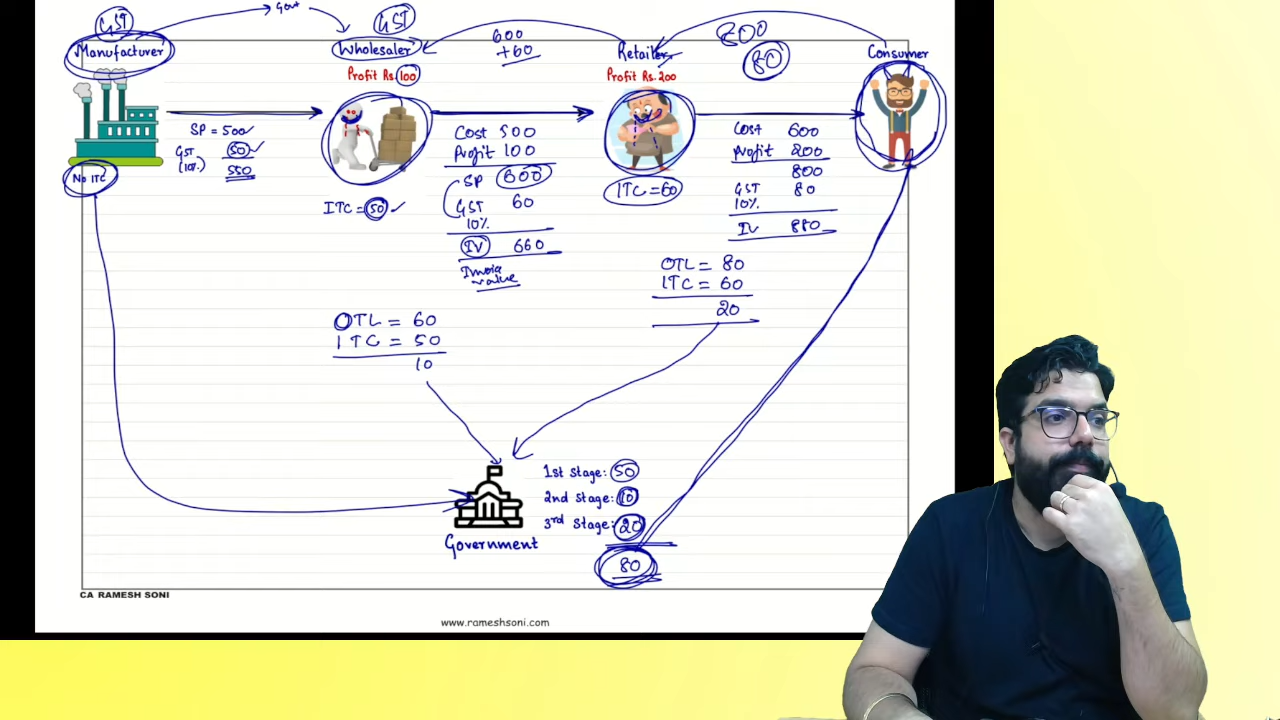 GST
Govt
GST
Manufacturer
Wholesaler
Profit Rs. 100
600
+60
Retailer
Profit Rs. 200
800
80
Consumer
SP = 500
GST 50
(10%)
550
No ITC
ITC = 50
Cost 500
Profit 100
SP 600
GST 60
10%
IV 660
Invoice
value
ITC = 60
Cost 600
Profit 200
800
GST 80
10%
IV 880
OTL = 80
ITC = 60
20
OTL = 60
ITC = 50
10
1st stage: 50
2nd stage: 10
3rd stage: 20
80
Government
CA RAMESH SONI
www.rameshsoni.com